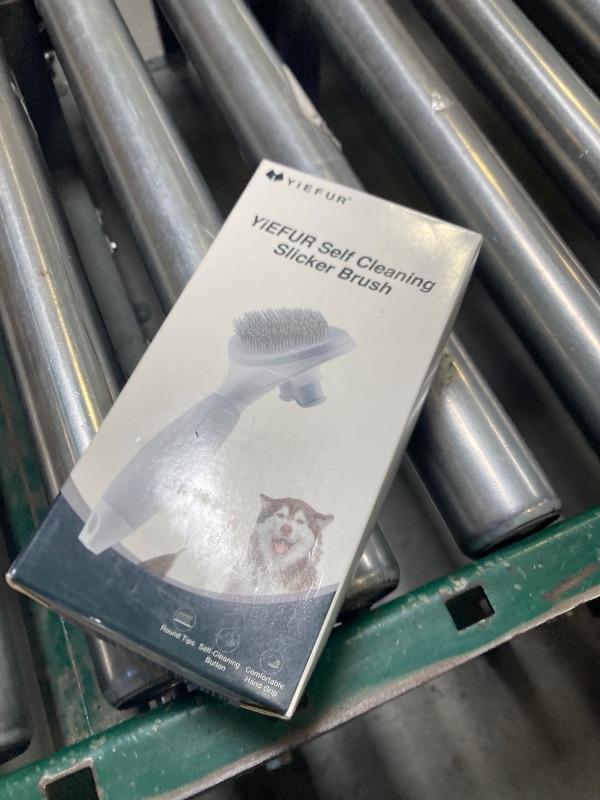 YIEFUR®
YIEFUR Self Cleaning
Slicker Brush
Round Tips
Self-Cleaning
Button
Comfortable
Hand Grip